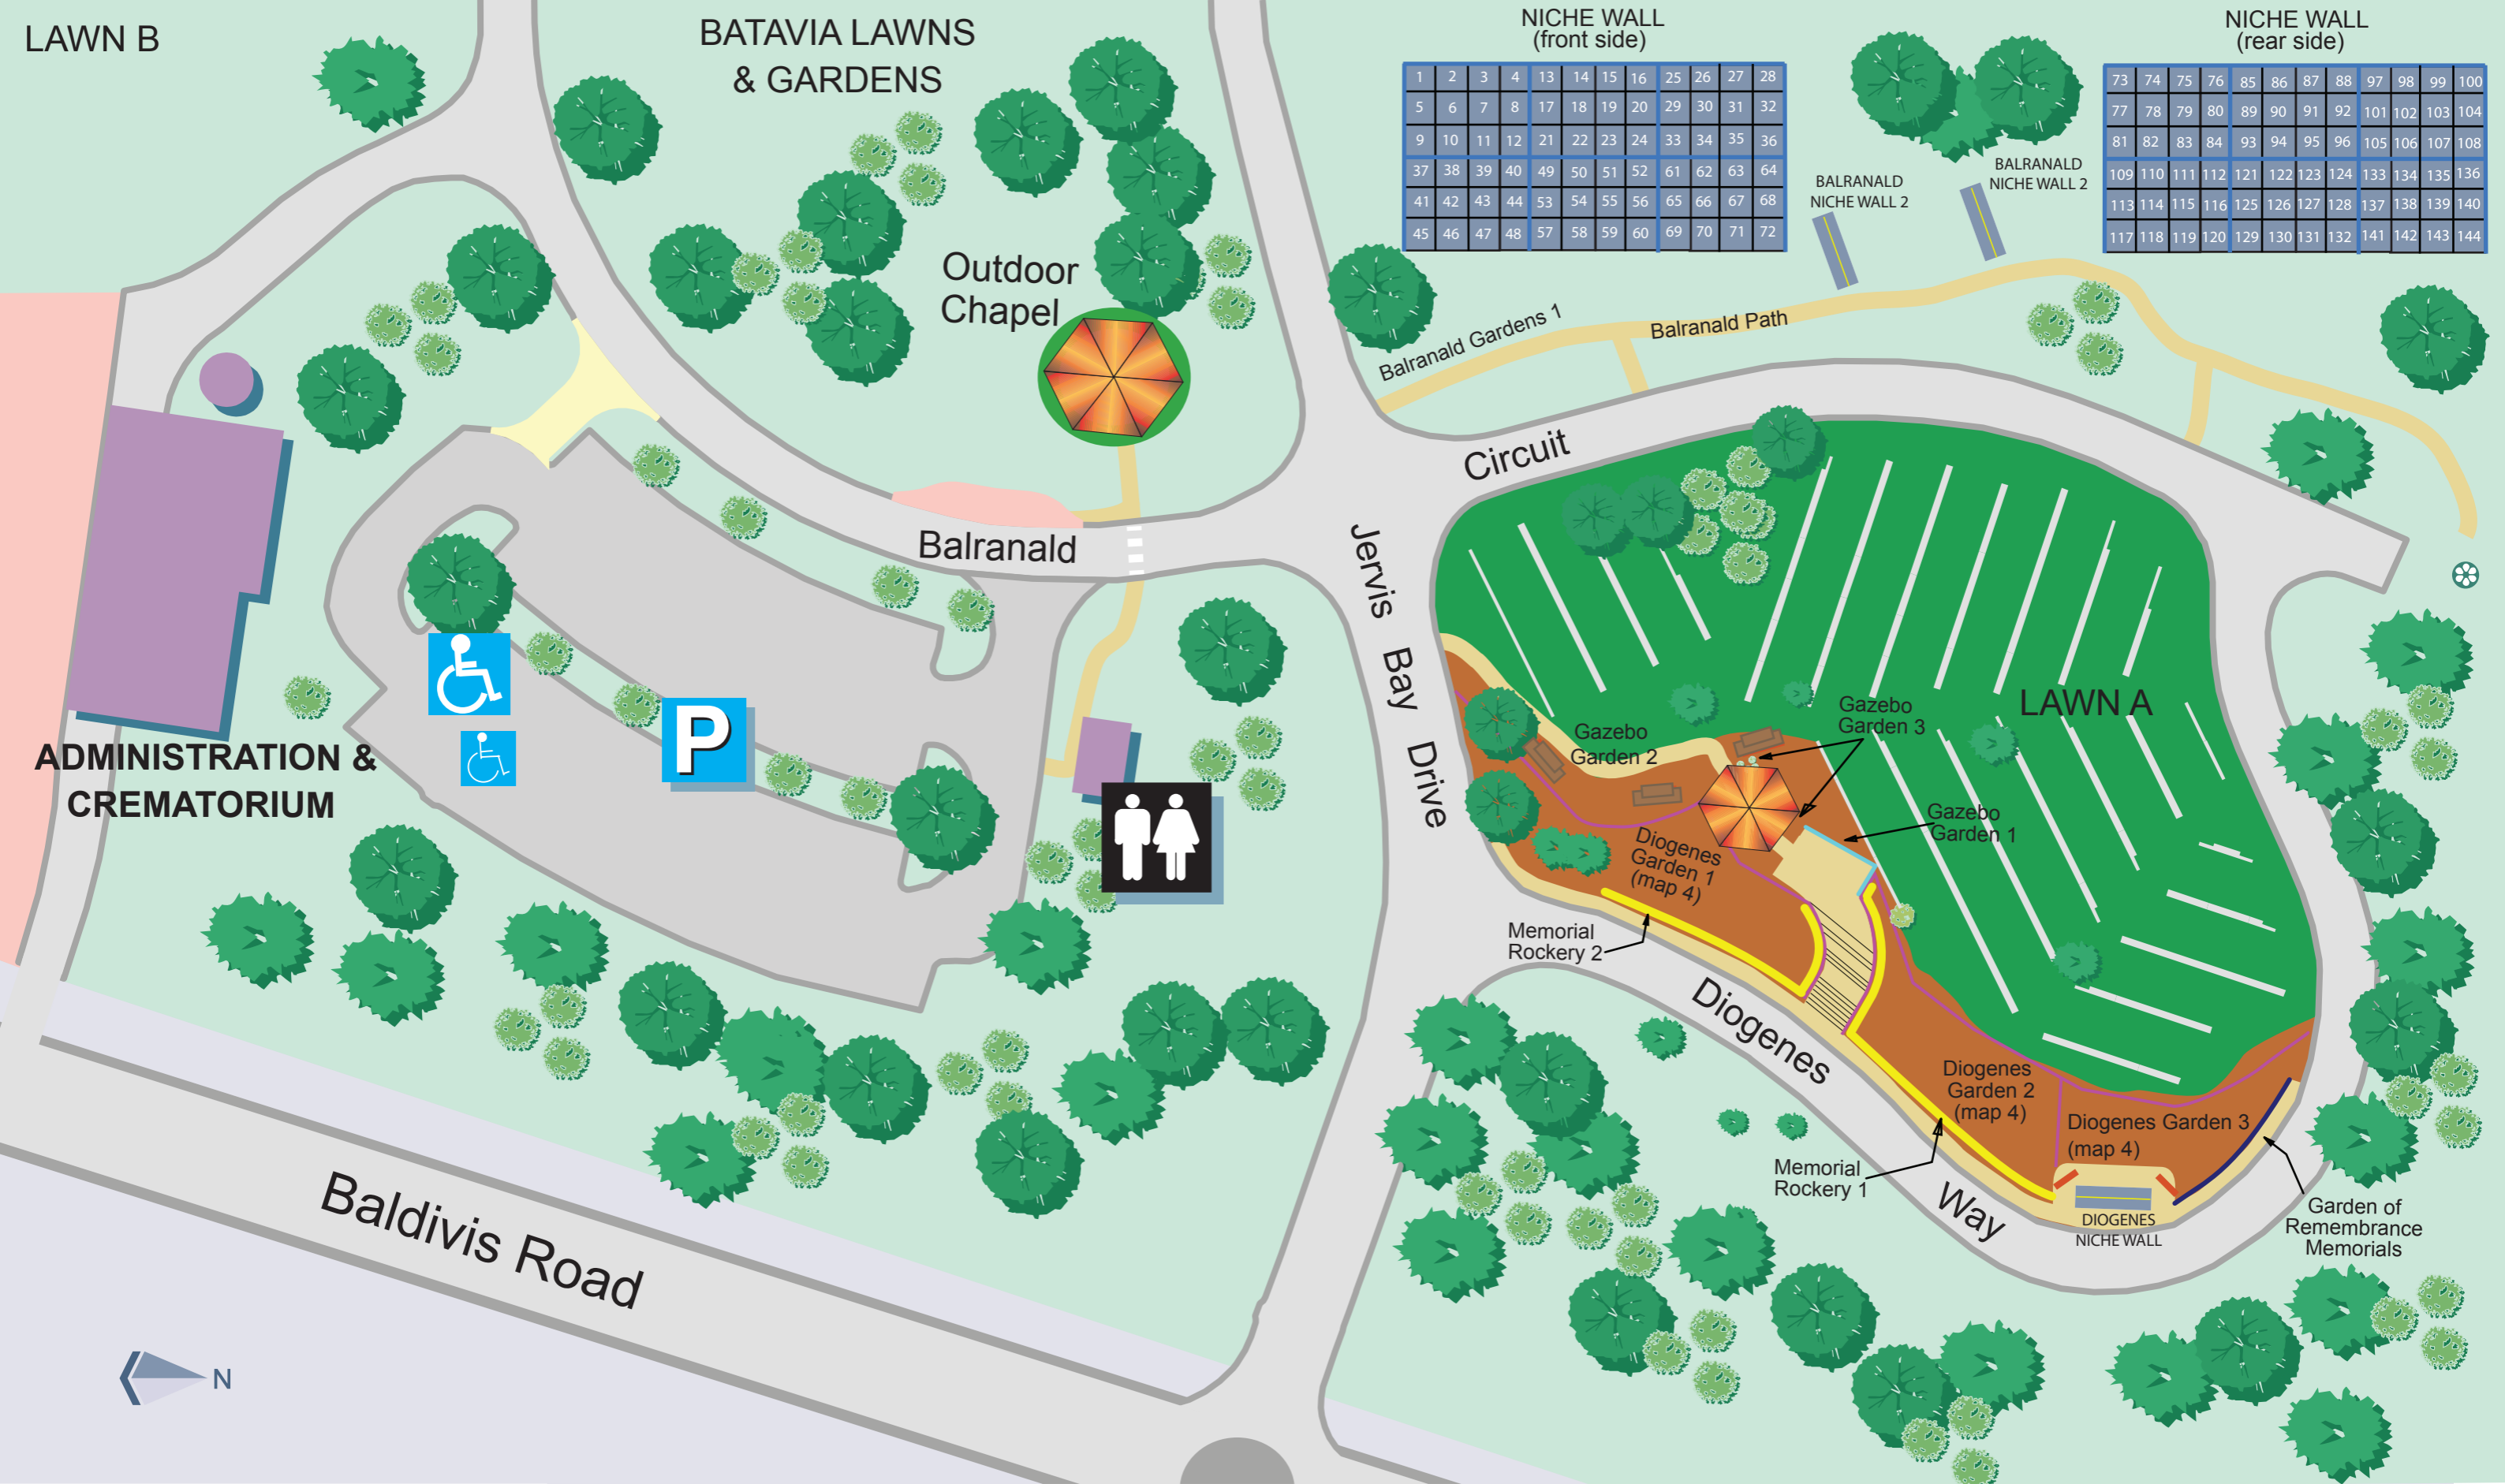 LAWN B
BATAVIA LAWNS
& GARDENS
NICHE WALL
(front side)
1 2 3 4 13 14 15 16 25 26 27 28
5 6 7 8 17 18 19 20 29 30 31 32
9 10 11 12 21 22 23 24 33 34 35 36
37 38 39 40 49 50 51 52 61 62 63 64
41 42 43 44 53 54 55 56 65 66 67 68
45 46 47 48 57 58 59 60 69 70 71 72
NICHE WALL
(rear side)
73 74 75 76 85 86 87 88 97 98 99 100
77 78 79 80 89 90 91 92 101 102 103 104
81 82 83 84 93 94 95 96 105 106 107 108
109 110 111 112 121 122 123 124 133 134 135 136
113 114 115 116 125 126 127 128 137 138 139 140
117 118 119 120 129 130 131 132 141 142 143 144
BALRANALD
NICHE WALL 2
BALRANALD
NICHE WALL 2
Outdoor
Chapel
Balranald Gardens 1
Balranald Path
Circuit
Balranald
Jervis Bay Drive
LAWN A
Gazebo
Garden 3
Gazebo
Garden 2
Gazebo
Garden 1
P
ADMINISTRATION &
CREMATORIUM
Diogenes
Garden 1
(map 4)
Memorial
Rockery 2
Diogenes Way
Diogenes
Garden 2
(map 4)
Diogenes Garden 3
(map 4)
Memorial
Rockery 1
DIOGENES
NICHE WALL
Garden of
Remembrance
Memorials
Baldivis Road
N